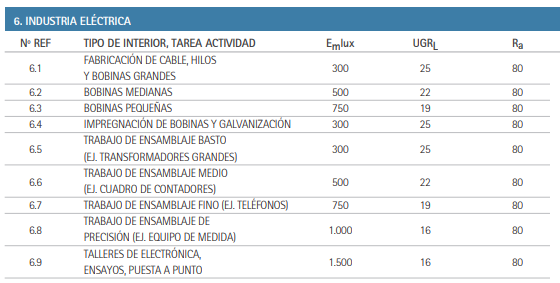 6. INDUSTRIA ELÉCTRICA
Nº REF TIPO DE INTERIOR, TAREA ACTIVIDAD Emlux UGRL Ra
6.1 FABRICACIÓN DE CABLE, HILOS Y BOBINAS GRANDES 300 25 80
6.2 BOBINAS MEDIANAS 500 22 80
6.3 BOBINAS PEQUEÑAS 750 19 80
6.4 IMPREGNACIÓN DE BOBINAS Y GALVANIZACIÓN 300 25 80
6.5 TRABAJO DE ENSAMBLAJE BASTO (EJ. TRANSFORMADORES GRANDES) 300 25 80
6.6 TRABAJO DE ENSAMBLAJE MEDIO (EJ. CUADRO DE CONTADORES) 500 22 80
6.7 TRABAJO DE ENSAMBLAJE FINO (EJ. TELÉFONOS) 750 19 80
6.8 TRABAJO DE ENSAMBLAJE DE PRECISIÓN (EJ. EQUIPO DE MEDIDA) 1.000 16 80
6.9 TALLERES DE ELECTRÓNICA, ENSAYOS, PUESTA A PUNTO 1.500 16 80